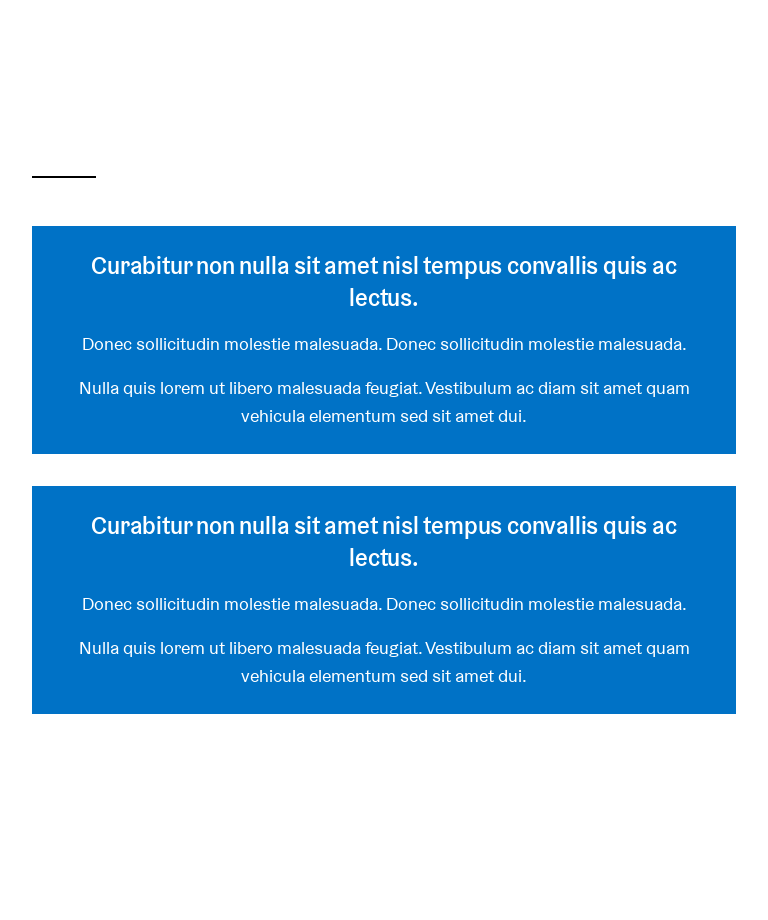 Curabitur non nulla sit amet nisl tempus convallis quis ac
lectus.
Donec sollicitudin molestie malesuada. Donec sollicitudin molestie malesuada.
Nulla quis lorem ut libero malesuada feugiat. Vestibulum ac diam sit amet quam
vehicula elementum sed sit amet dui.
Curabitur non nulla sit amet nisl tempus convallis quis ac
lectus.
Donec sollicitudin molestie malesuada. Donec sollicitudin molestie malesuada.
Nulla quis lorem ut libero malesuada feugiat. Vestibulum ac diam sit amet quam
vehicula elementum sed sit amet dui.